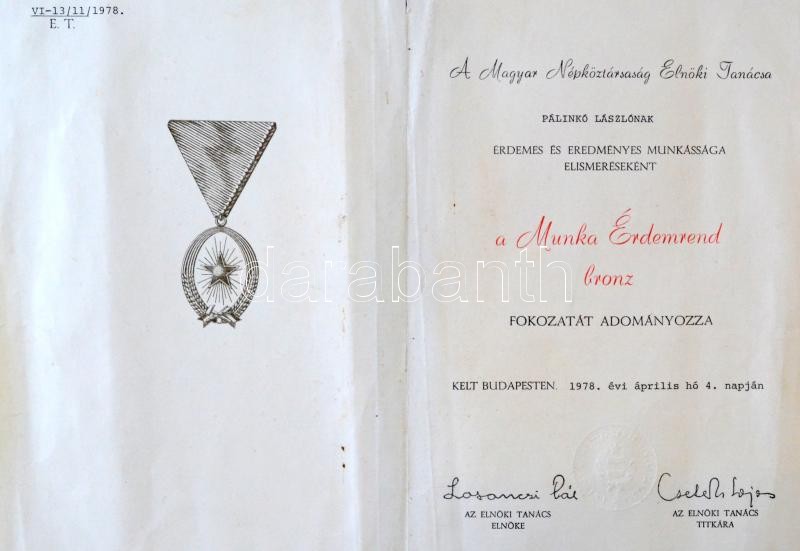 VI-13/11/1978.
E. T.
A Magyar Népköztársaság Elnöki Tanácsa
PÁLINKÓ LÁSZLÓNAK
ÉRDEMES ÉS EREDMÉNYES MUNKÁSSÁGA
ELISMERÉSEKÉNT
a Munka Érdemrend
bronz
FOKOZATÁT ADOMÁNYOZZA
KELT BUDAPESTEN. 1978. évi április hó 4. napján
Losonczi Pál
AZ ELNÖKI TANÁCS
ELNÖKE
Cseterki Lajos
AZ ELNÖKI TANÁCS
TITKÁRA
darabanth